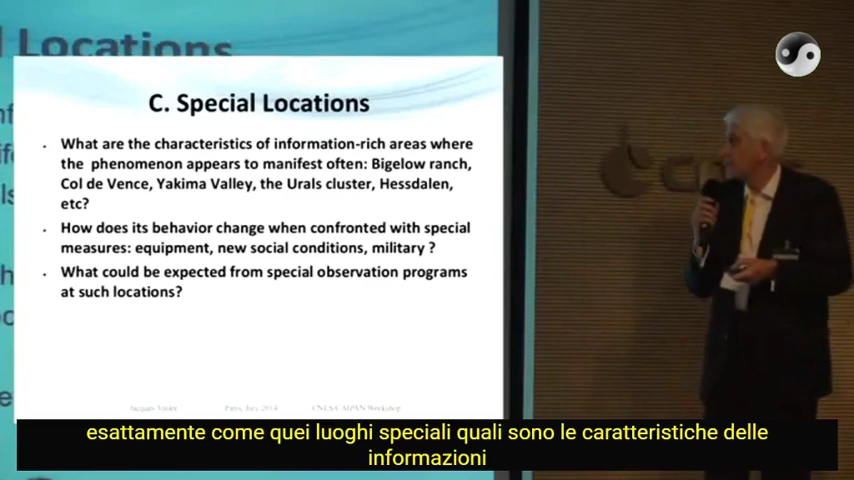 Locations
C. Special Locations
What are the characteristics of information-rich areas where
the phenomenon appears to manifest often: Bigelow ranch,
Col de Vence, Yakima Valley, the Urals cluster, Hessdalen,
etc?
How does its behavior change when confronted with special
measures: equipment, new social conditions, military ?
What could be expected from special observation programs
at such locations?
Jacques Vallee Paris, July 2014 CNES CAIPAN Workshop
esattamente come quei luoghi speciali quali sono le caratteristiche delle
informazioni